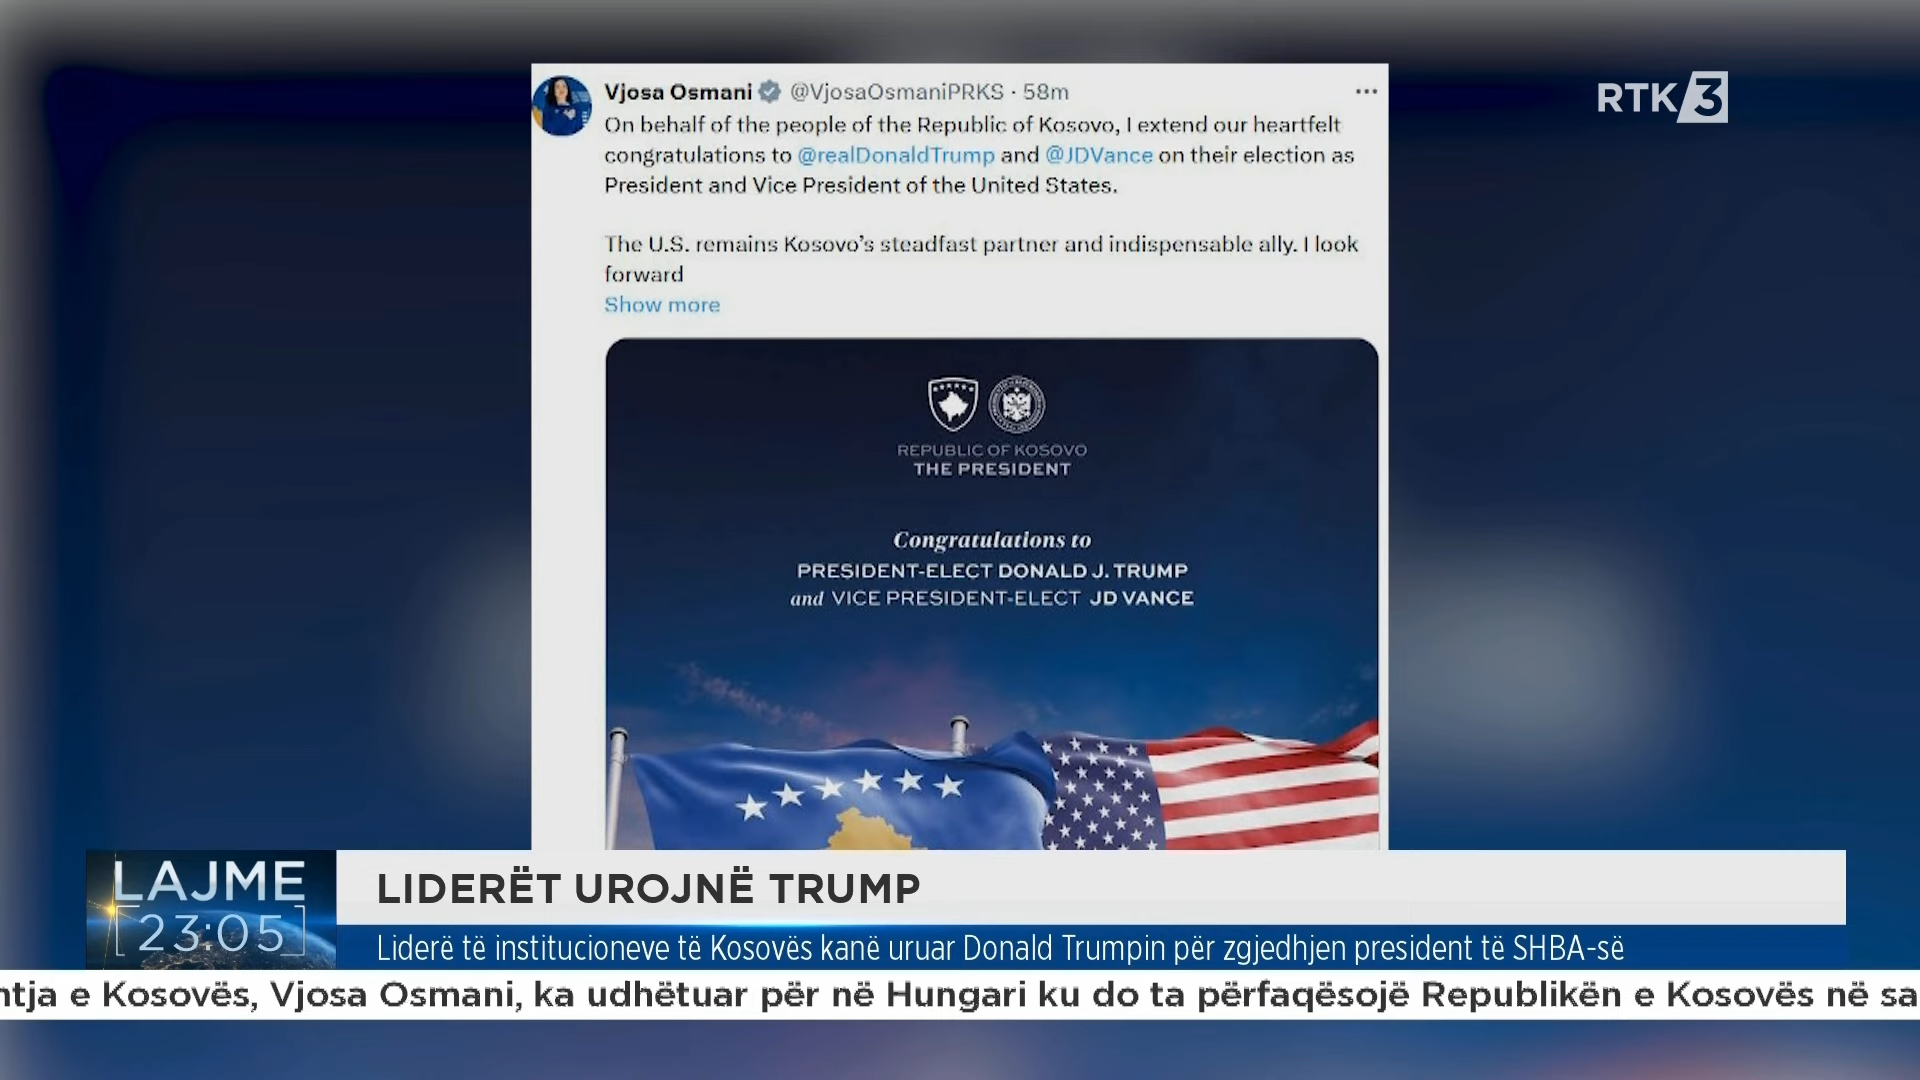 Vjosa Osmani @VjosaOsmaniPRKS · 58m
On behalf of the people of the Republic of Kosovo, I extend our heartfelt
congratulations to @realDonaldTrump and @JDVance on their election as
President and Vice President of the United States.
The U.S. remains Kosovo's steadfast partner and indispensable ally. I look
forward
Show more
RTK 3
REPUBLIC OF KOSOVO
THE PRESIDENT
Congratulations to
PRESIDENT-ELECT DONALD J. TRUMP
and VICE PRESIDENT-ELECT JD VANCE
LAJME
23:05
LIDERËT UROJNË TRUMP
Liderë të institucioneve të Kosovës kanë uruar Donald Trumpin për zgjedhjen president të SHBA-së
ntja e Kosovës, Vjosa Osmani, ka udhëtuar për në Hungari ku do ta përfaqësojë Republikën e Kosovës në sa